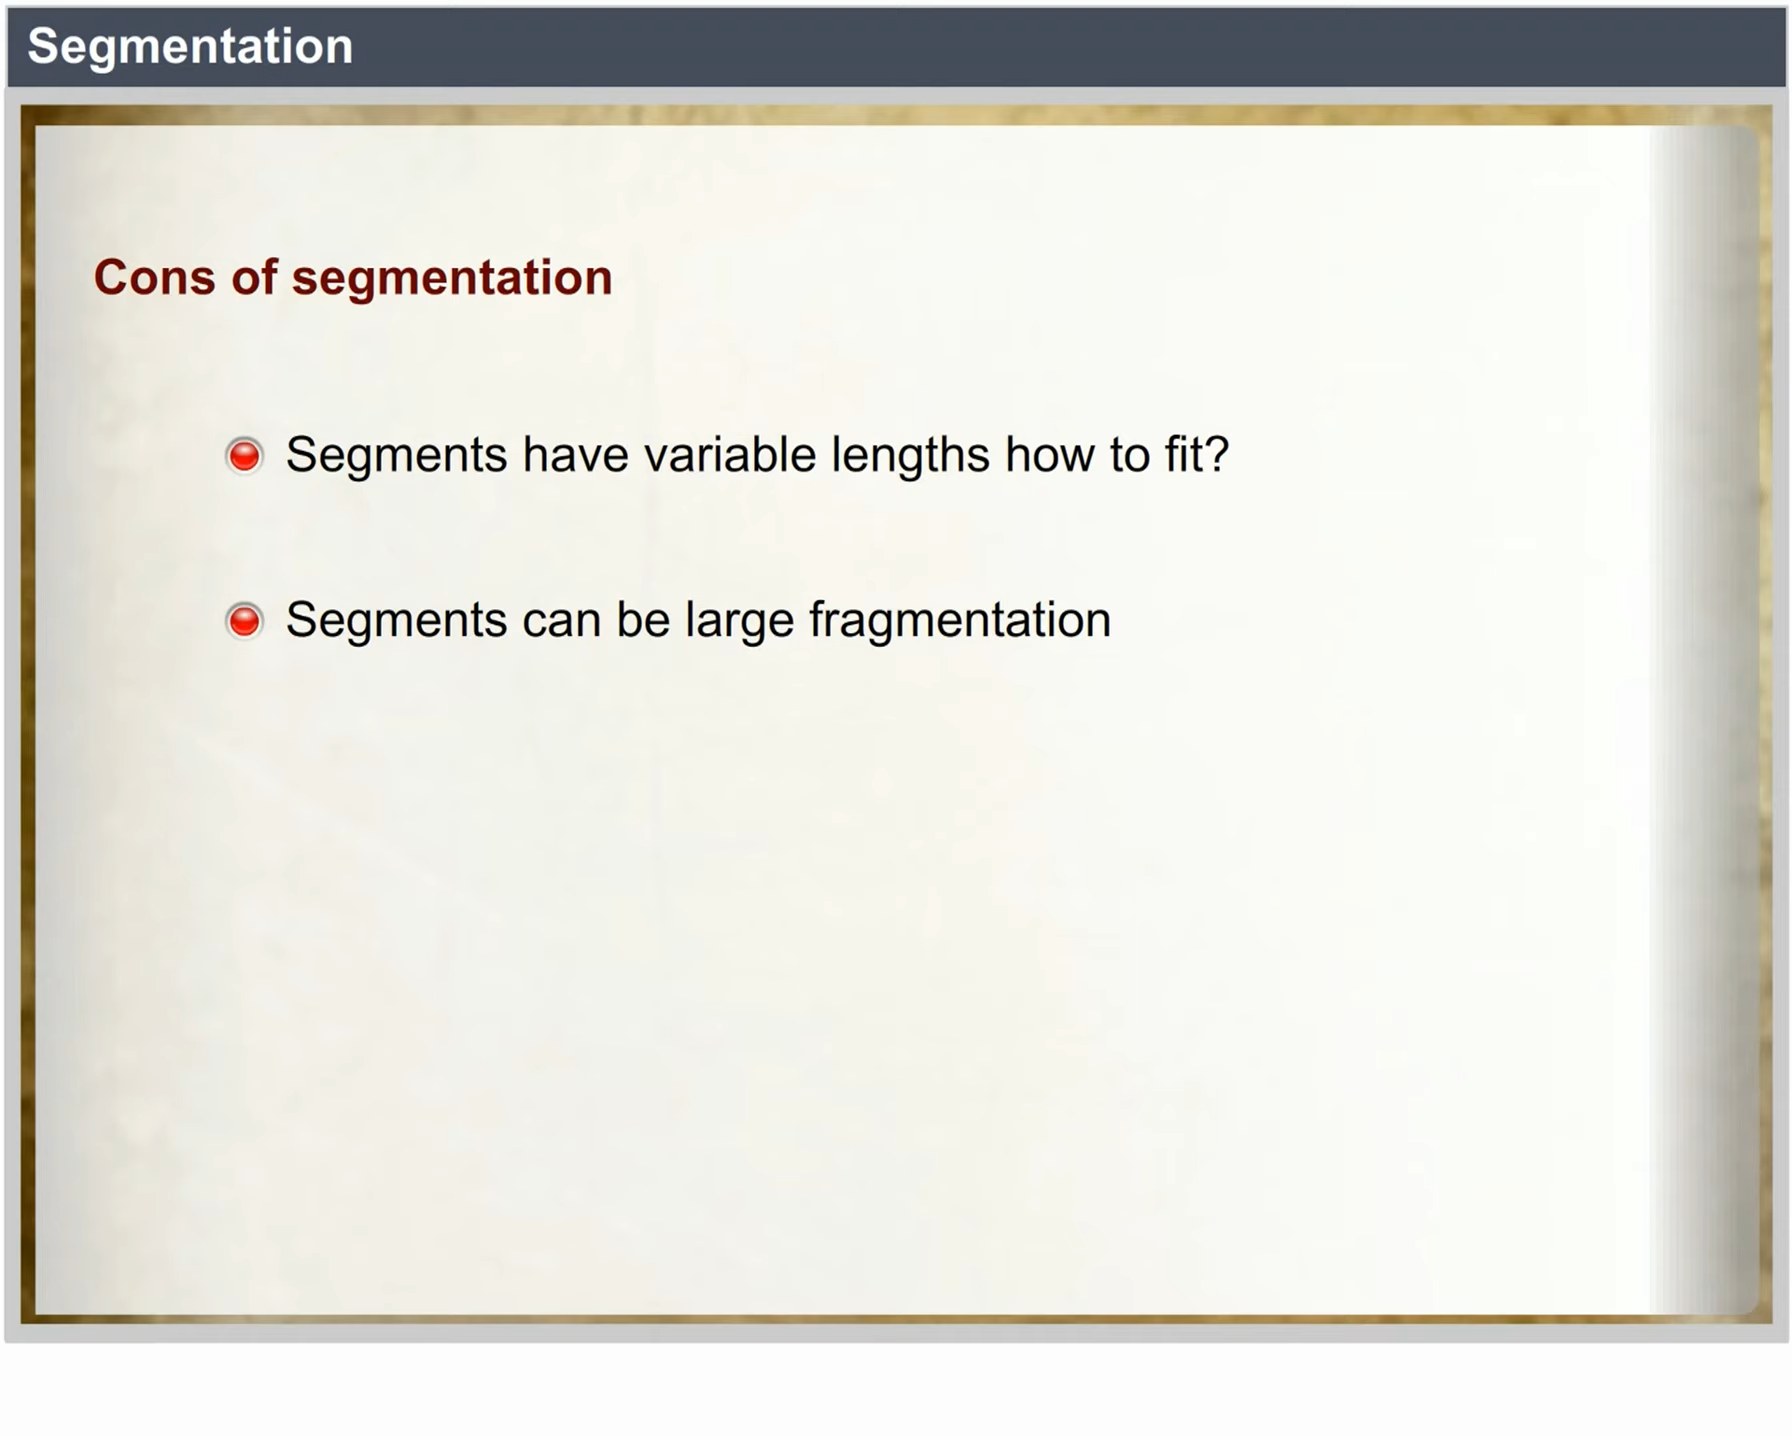 Segmentation
Cons of segmentation
Segments have variable lengths how to fit?
Segments can be large fragmentation